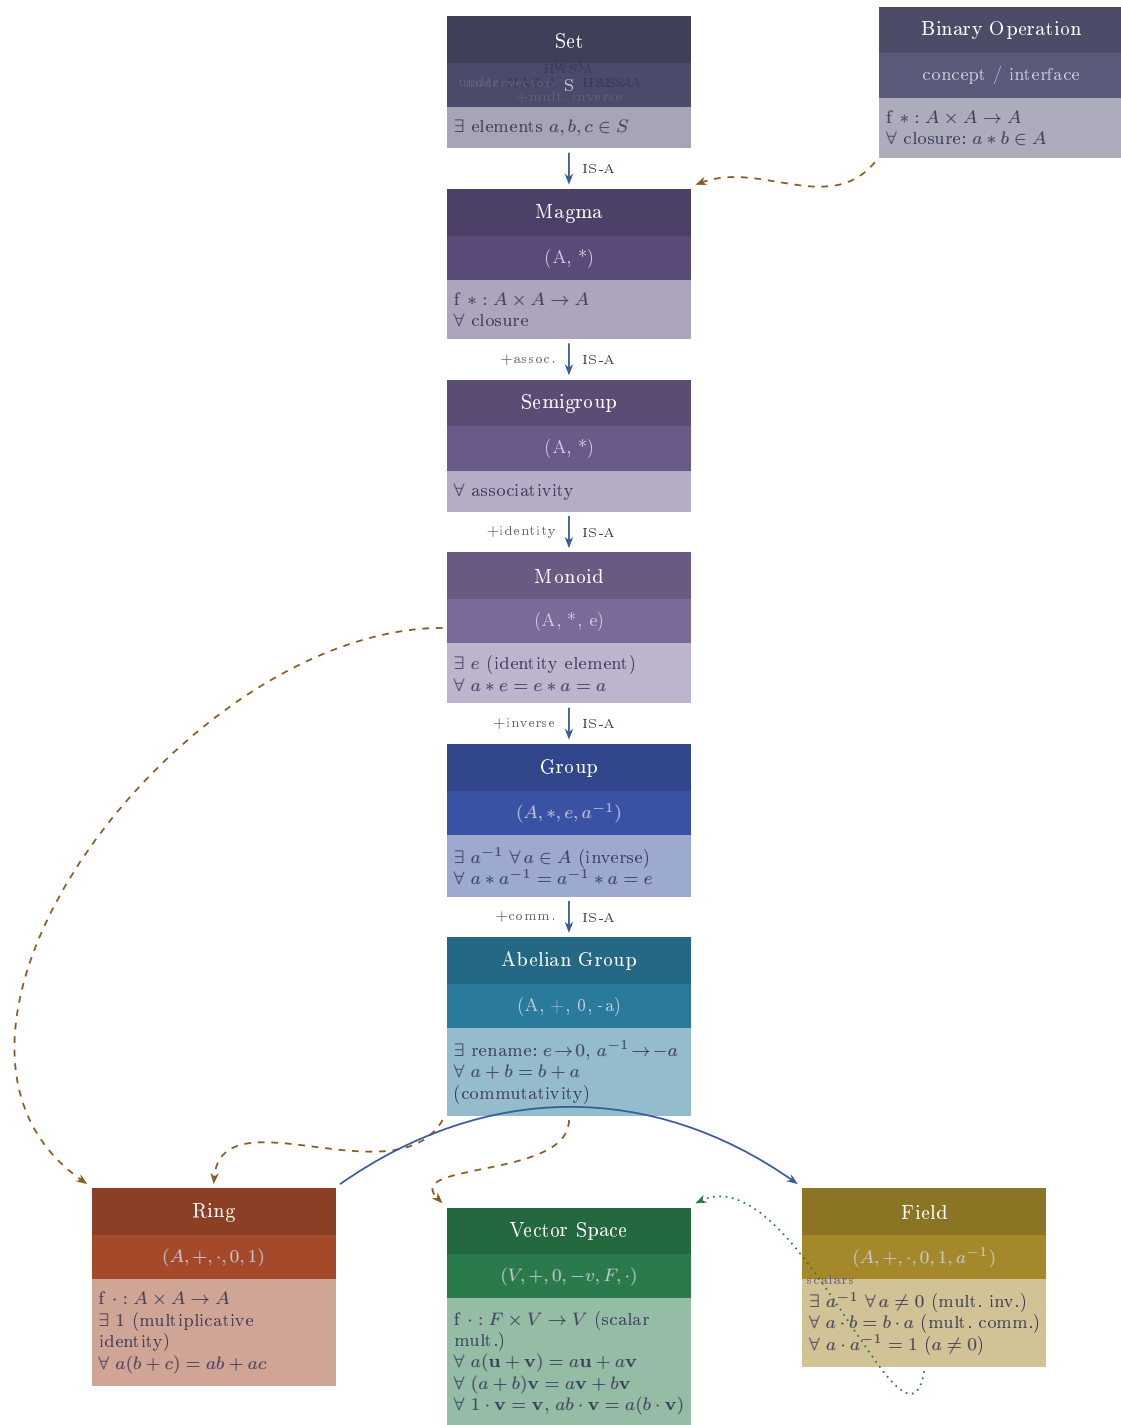 Set
S
+mult. inverse
∃ elements a, b, c ∈ S
Binary Operation
concept / interface
f ∗ : A × A → A
∀ closure: a ∗ b ∈ A
IS-A
Magma
(A, *)
f ∗ : A × A → A
∀ closure
+assoc.
IS-A
Semigroup
(A, *)
∀ associativity
+identity
IS-A
Monoid
(A, *, e)
∃ e (identity element)
∀ a ∗ e = e ∗ a = a
+inverse
IS-A
Group
(A, ∗, e, a⁻¹)
∃ a⁻¹ ∀ a ∈ A (inverse)
∀ a ∗ a⁻¹ = a⁻¹ ∗ a = e
+comm.
IS-A
Abelian Group
(A, +, 0, -a)
∃ rename: e→0, a⁻¹→−a
∀ a + b = b + a
(commutativity)
Ring
(A, +, ·, 0, 1)
f · : A × A → A
∃ 1 (multiplicative
identity)
∀ a(b + c) = ab + ac
Vector Space
(V, +, 0, −v, F, ·)
f · : F × V → V (scalar
mult.)
∀ a(u + v) = au + av
∀ (a + b)v = av + bv
∀ 1 · v = v, ab · v = a(b · v)
Field
(A, +, ·, 0, 1, a⁻¹)
scalars
∃ a⁻¹ ∀ a ≠ 0 (mult. inv.)
∀ a · b = b · a (mult. comm.)
∀ a · a⁻¹ = 1 (a ≠ 0)